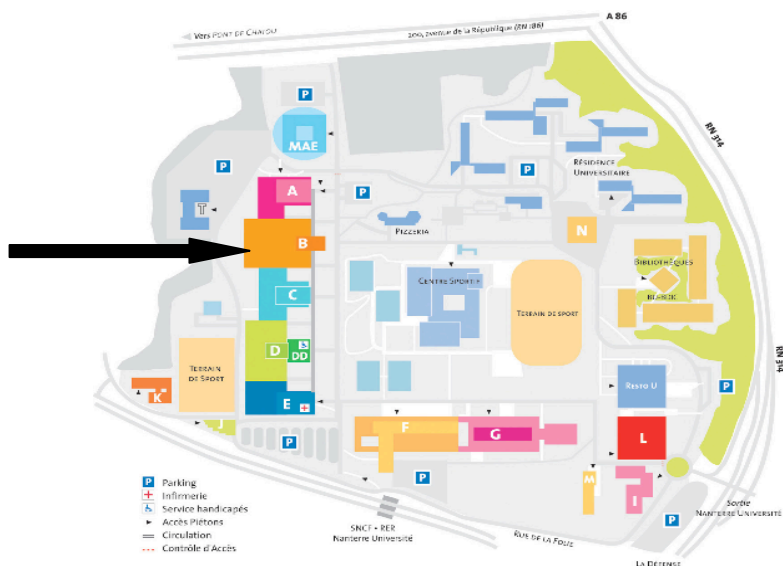 A 86
Vers PONT DE CHATOU
200, avenue de la République (RN 186)
P
MAE
RN 314
P
RÉSIDENCE
UNIVERSITAIRE
P
A
P
T
PIZZERIA
N
B
BIBLIOTHÈQUES
CENTRE SPORTIF
C
TERRAIN DE SPORT
D
DD
TERRAIN
DE SPORT
RN 314
RESTO U
P
K
E
J
F
G
L
P
P
M
I
P
Parking
Infirmerie
Service handicapés
Accès Piétons
Circulation
Contrôle d'Accès
SNCF • RER
Nanterre Université
RUE DE LA FOLIE
P
Sortie
NANTERRE UNIVERSITÉ
LA DÉFENSE